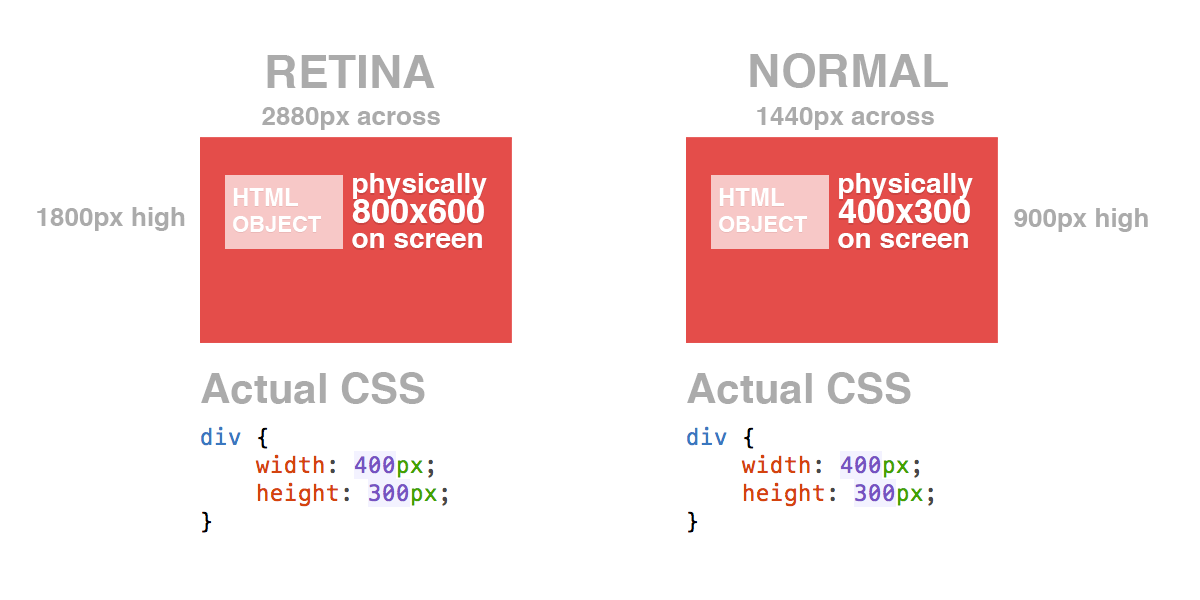 RETINA
2880px across
1800px high
HTML
OBJECT
physically
800x600
on screen
Actual CSS
div {
    width: 400px;
    height: 300px;
}
NORMAL
1440px across
HTML
OBJECT
physically
400x300
on screen
900px high
Actual CSS
div {
    width: 400px;
    height: 300px;
}